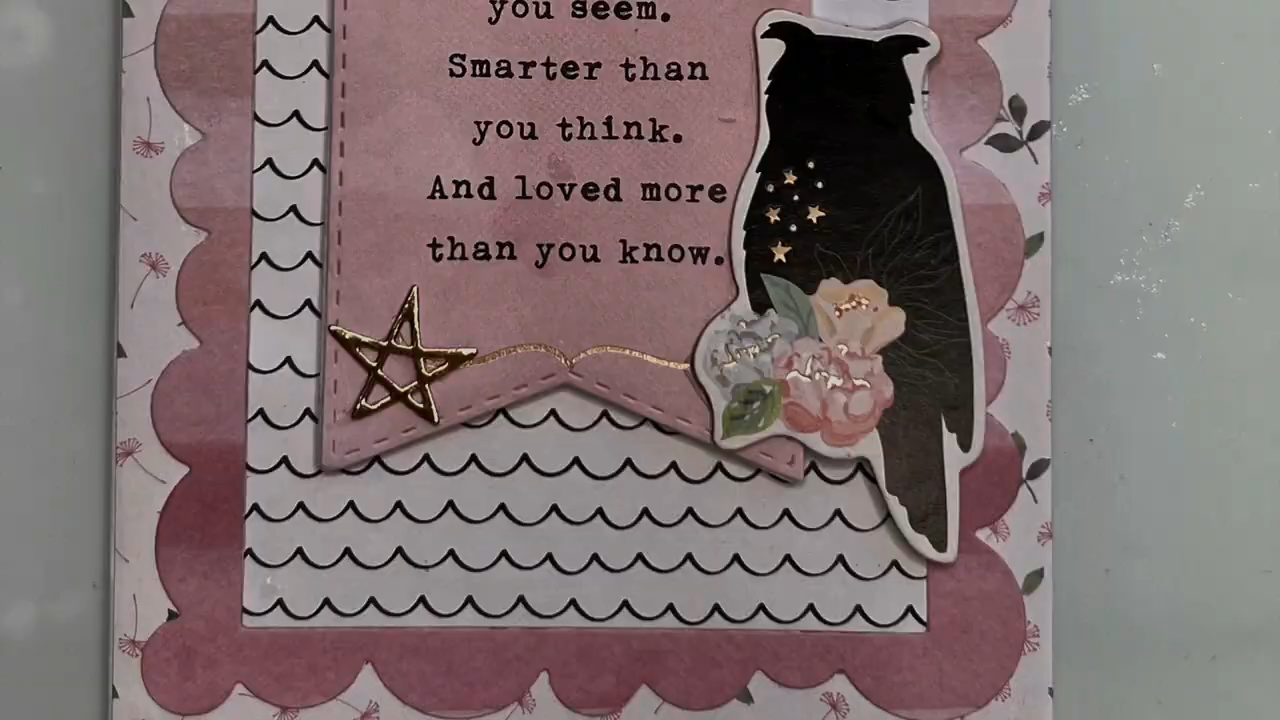 you seem.
Smarter than
you think.
And loved more
than you know.